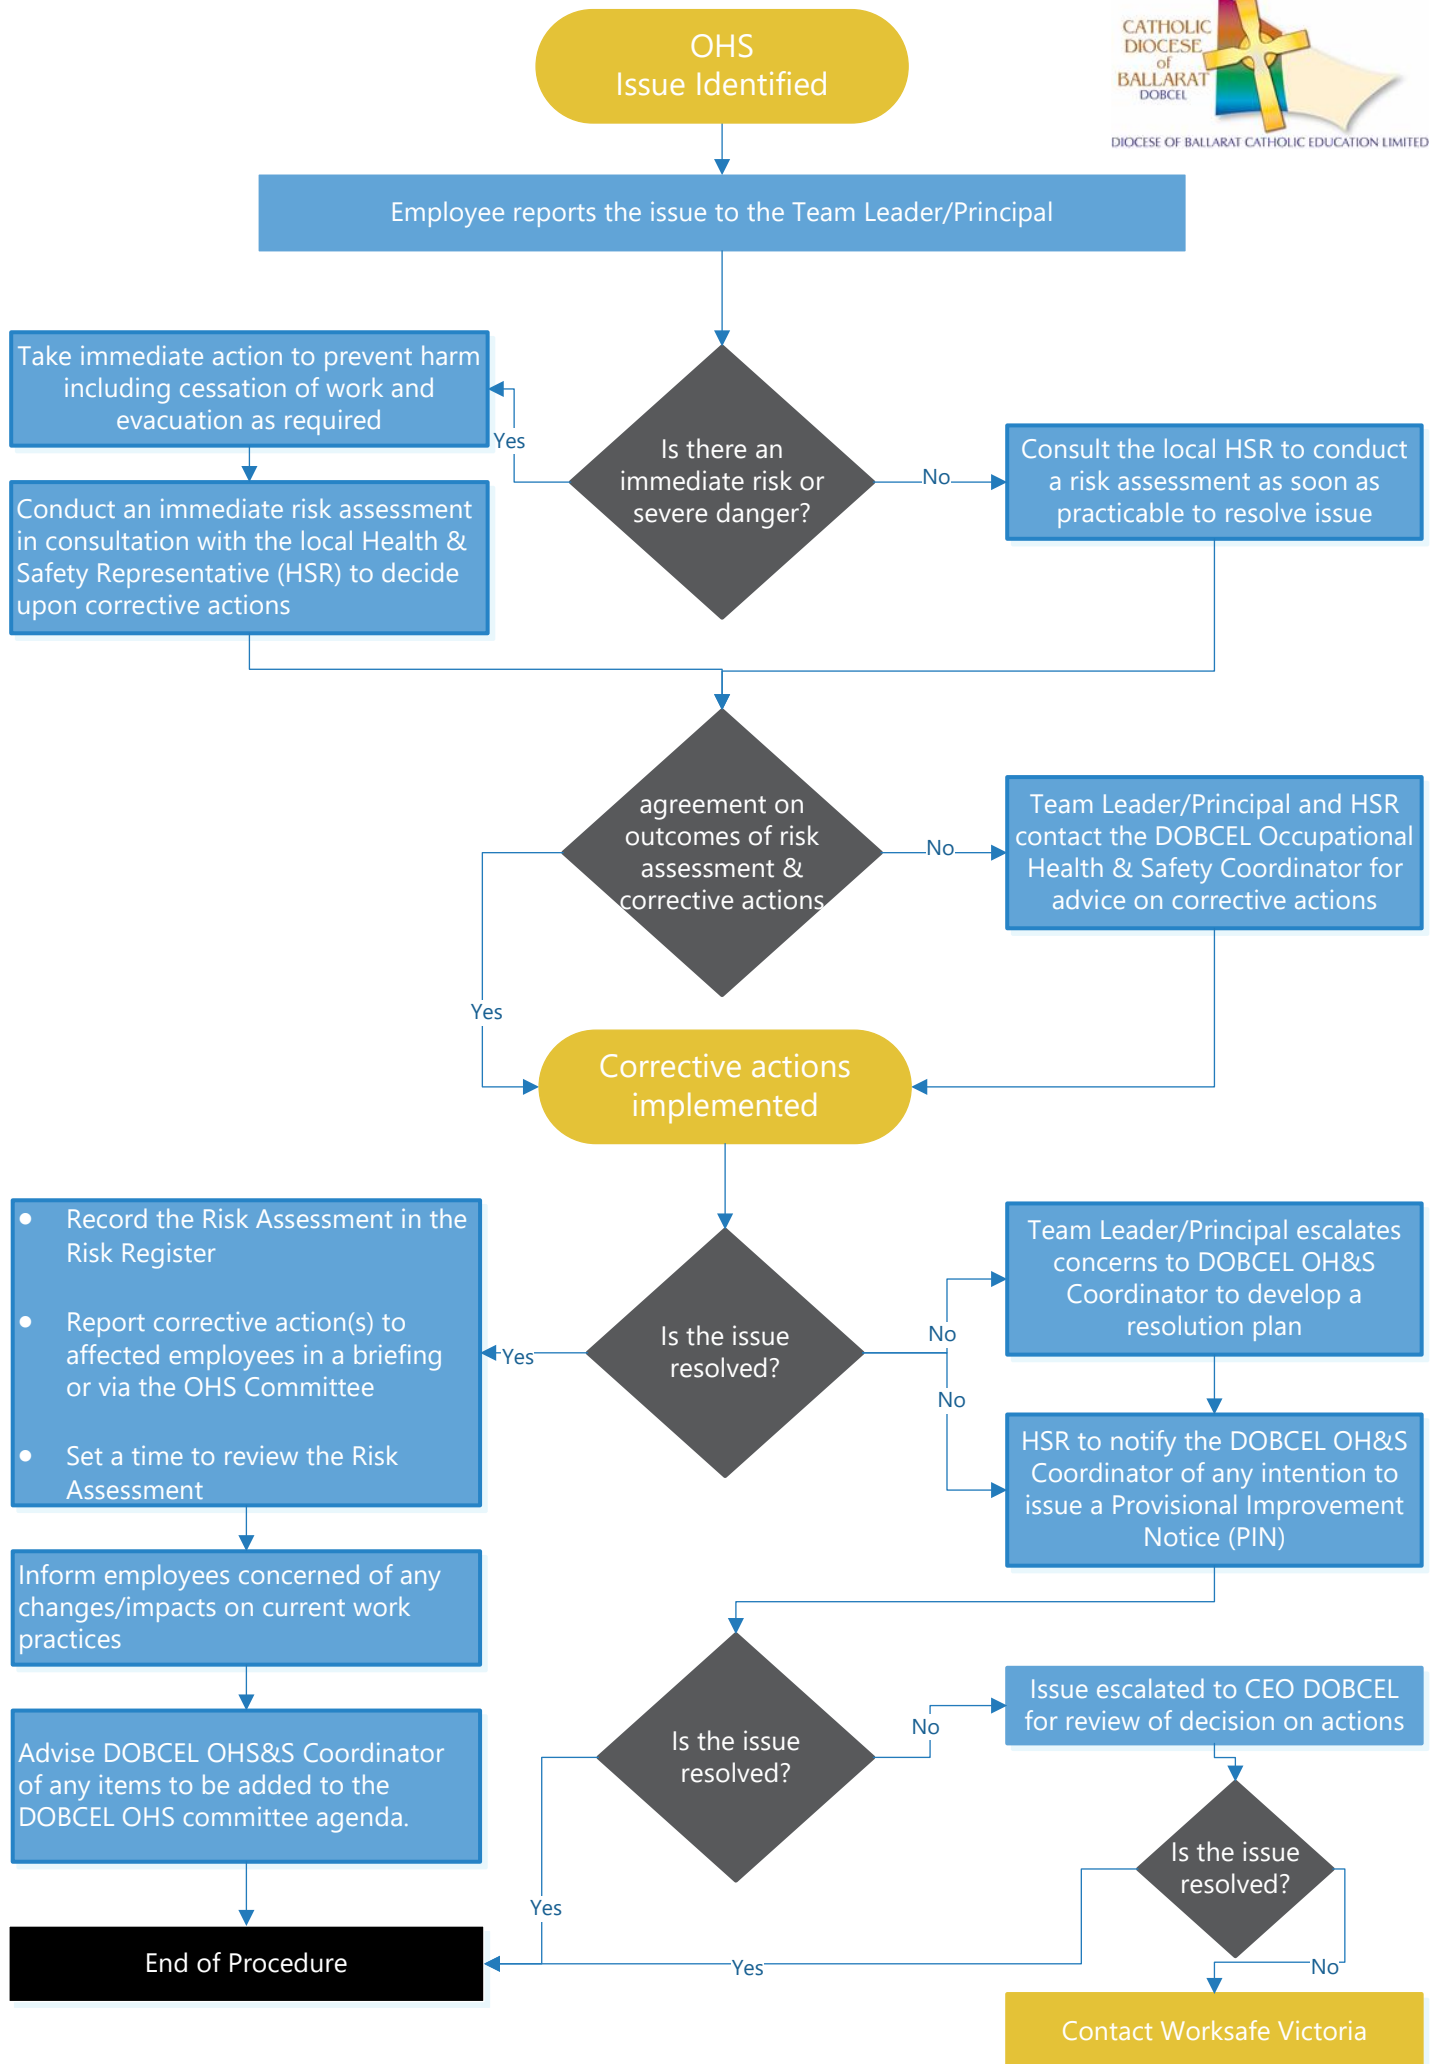 OHS
Issue Identified
CATHOLIC
DIOCESE
of
BALLARAT
DOBCEL
DIOCESE OF BALLARAT CATHOLIC EDUCATION LIMITED
Employee reports the issue to the Team Leader/Principal
Take immediate action to prevent harm
including cessation of work and
evacuation as required
Yes
Is there an
immediate risk or
severe danger?
No
Consult the local HSR to conduct
a risk assessment as soon as
practicable to resolve issue
Conduct an immediate risk assessment
in consultation with the local Health &
Safety Representative (HSR) to decide
upon corrective actions
agreement on
outcomes of risk
assessment &
corrective actions
No
Team Leader/Principal and HSR
contact the DOBCEL Occupational
Health & Safety Coordinator for
advice on corrective actions
Yes
Corrective actions
implemented
● Record the Risk Assessment in the
Risk Register
● Report corrective action(s) to
affected employees in a briefing
or via the OHS Committee
● Set a time to review the Risk
Assessment
Yes
Is the issue
resolved?
No
No
Team Leader/Principal escalates
concerns to DOBCEL OH&S
Coordinator to develop a
resolution plan
HSR to notify the DOBCEL OH&S
Coordinator of any intention to
issue a Provisional Improvement
Notice (PIN)
Inform employees concerned of any
changes/impacts on current work
practices
Advise DOBCEL OHS&S Coordinator
of any items to be added to the
DOBCEL OHS committee agenda.
Is the issue
resolved?
No
Issue escalated to CEO DOBCEL
for review of decision on actions
Is the issue
resolved?
Yes
End of Procedure
Yes
No
Contact Worksafe Victoria